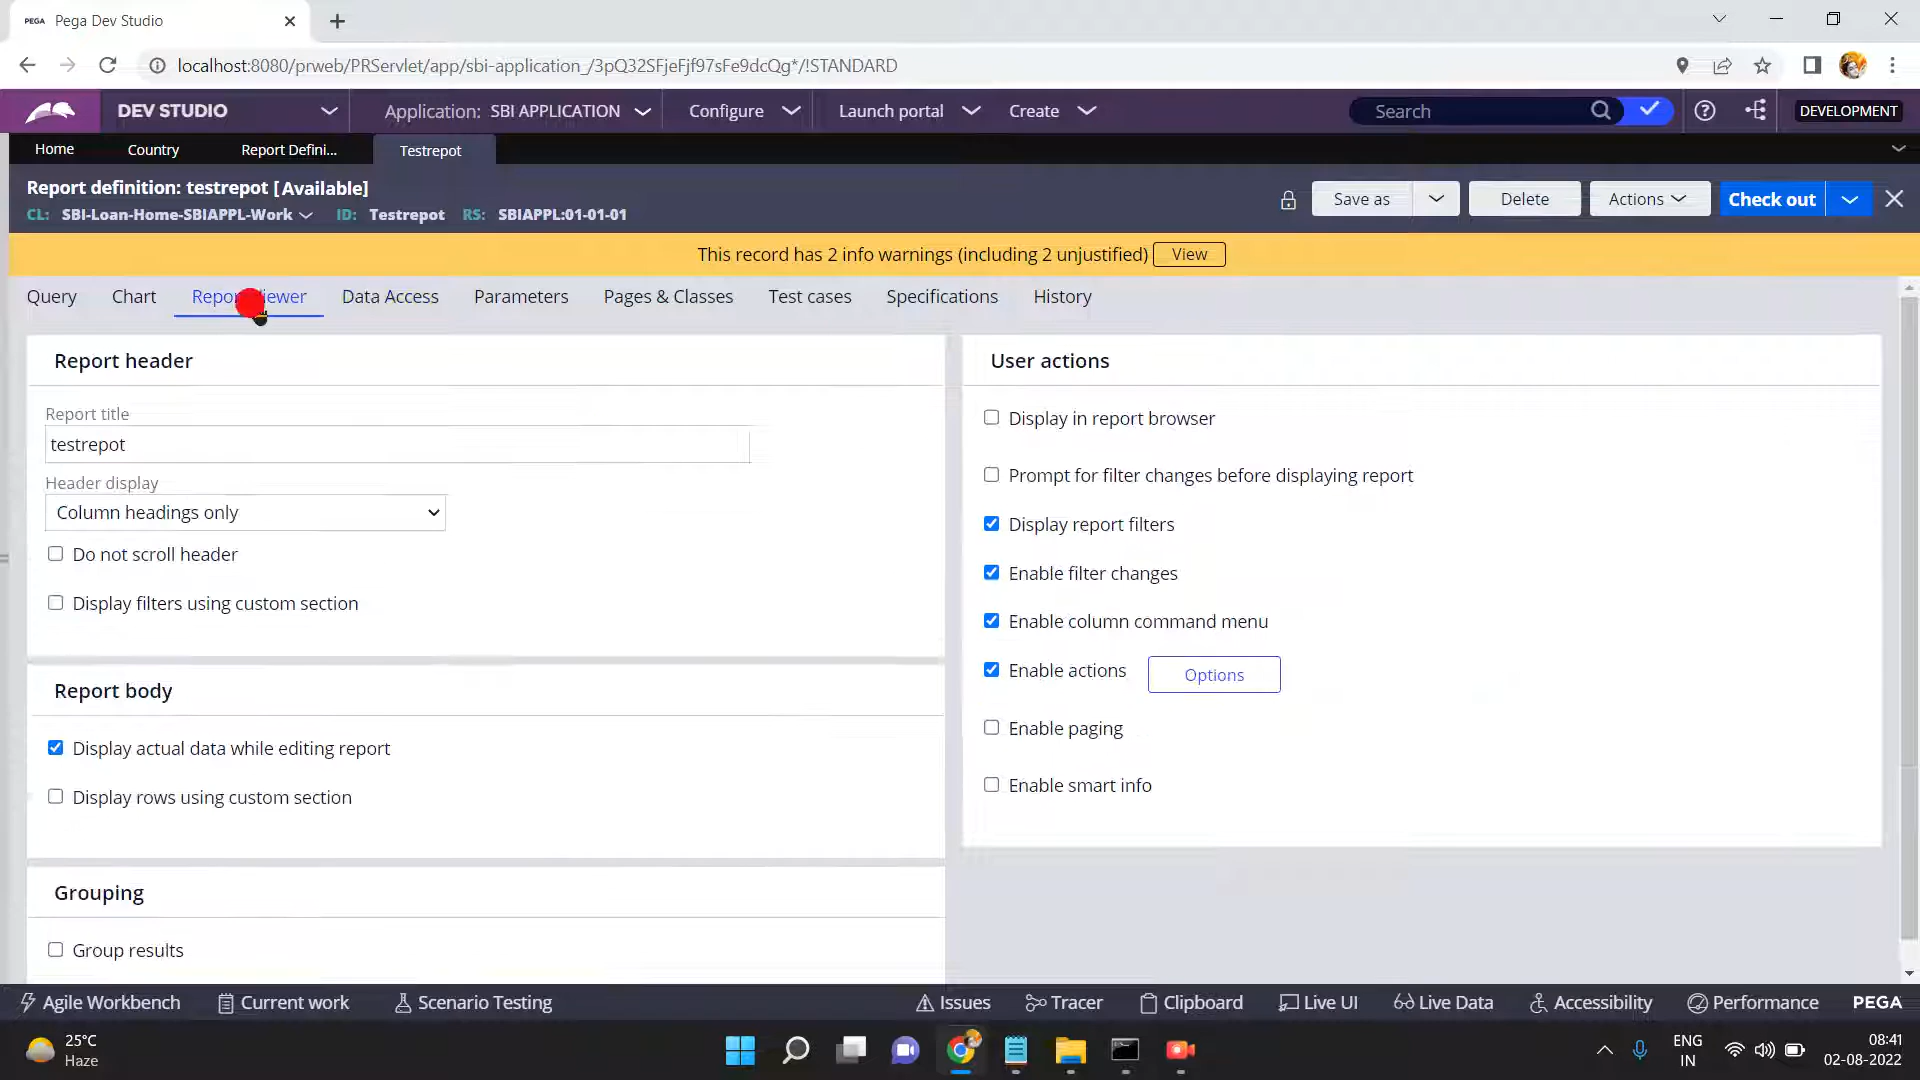 PEGA Pega Dev Studio
localhost:8080/prweb/PRServlet/app/sbi-application_/3pQ32SFjeFjf97sFe9dcQg*/!STANDARD
DEV STUDIO Application: SBI APPLICATION Configure Launch portal Create Search DEVELOPMENT
Home Country Report Defini... Testrepot
Report definition: testrepot [Available]
CL: SBI-Loan-Home-SBIAPPL-Work ID: Testrepot RS: SBIAPPL:01-01-01
Save as Delete Actions Check out
This record has 2 info warnings (including 2 unjustified) View
Query Chart Report Viewer Data Access Parameters Pages & Classes Test cases Specifications History
Report header
Report title
testrepot
Header display
Column headings only
Do not scroll header
Display filters using custom section
Report body
Display actual data while editing report
Display rows using custom section
Grouping
Group results
User actions
Display in report browser
Prompt for filter changes before displaying report
Display report filters
Enable filter changes
Enable column command menu
Enable actions Options
Enable paging
Enable smart info
Agile Workbench Current work Scenario Testing Issues Tracer Clipboard Live UI Live Data Accessibility Performance PEGA
25°C
Haze
ENG
IN
08:41
02-08-2022